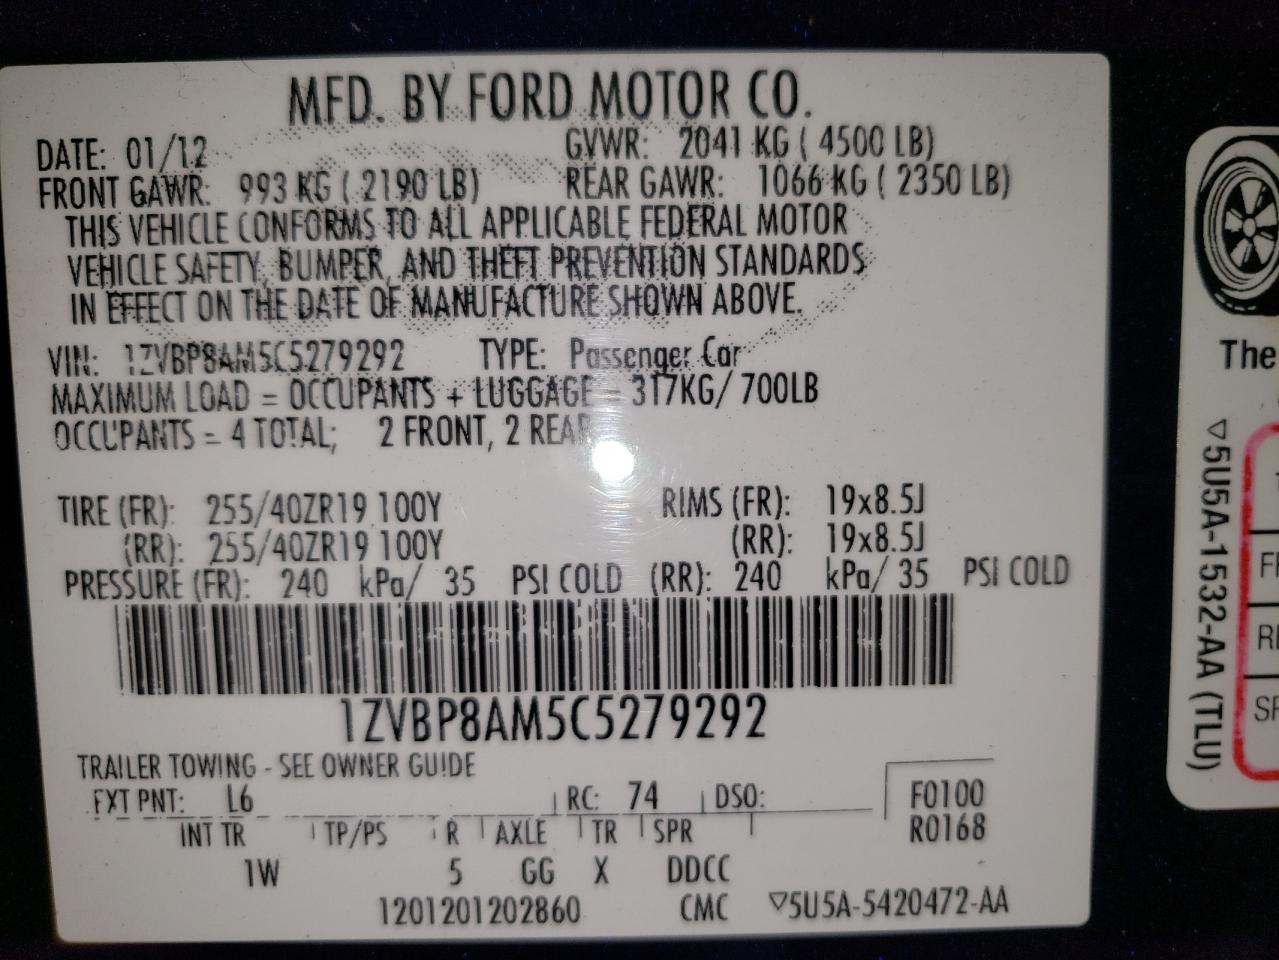 MFD. BY FORD MOTOR CO.
DATE: 01/12 GVWR: 2041 KG ( 4500 LB)
FRONT GAWR: 993 KG ( 2190 LB) REAR GAWR: 1066 KG ( 2350 LB)
THIS VEHICLE CONFORMS TO ALL APPLICABLE FEDERAL MOTOR
VEHICLE SAFETY, BUMPER, AND THEFT PREVENTION STANDARDS
IN EFFECT ON THE DATE OF MANUFACTURE SHOWN ABOVE.
VIN: 1ZVBP8AM5C5279292 TYPE: Passenger Car
MAXIMUM LOAD = OCCUPANTS + LUGGAGE = 317KG/ 700LB
OCCUPANTS = 4 TOTAL; 2 FRONT, 2 REAR
TIRE (FR): 255/40ZR19 100Y RIMS (FR): 19x8.5J
(RR): 255/40ZR19 100Y (RR): 19x8.5J
PRESSURE (FR): 240 kPa/ 35 PSI COLD (RR): 240 kPa/ 35 PSI COLD
1ZVBP8AM5C5279292
TRAILER TOWING - SEE OWNER GUIDE
EXT PNT: L6 RC: 74 DSO: F0100
R0168
INT TR TP/PS R AXLE TR SPR
1W 5 GG X DDCC
1201201202860 CMC ▽5U5A-5420472-AA
The
▽5U5A-1532-AA (TLU)